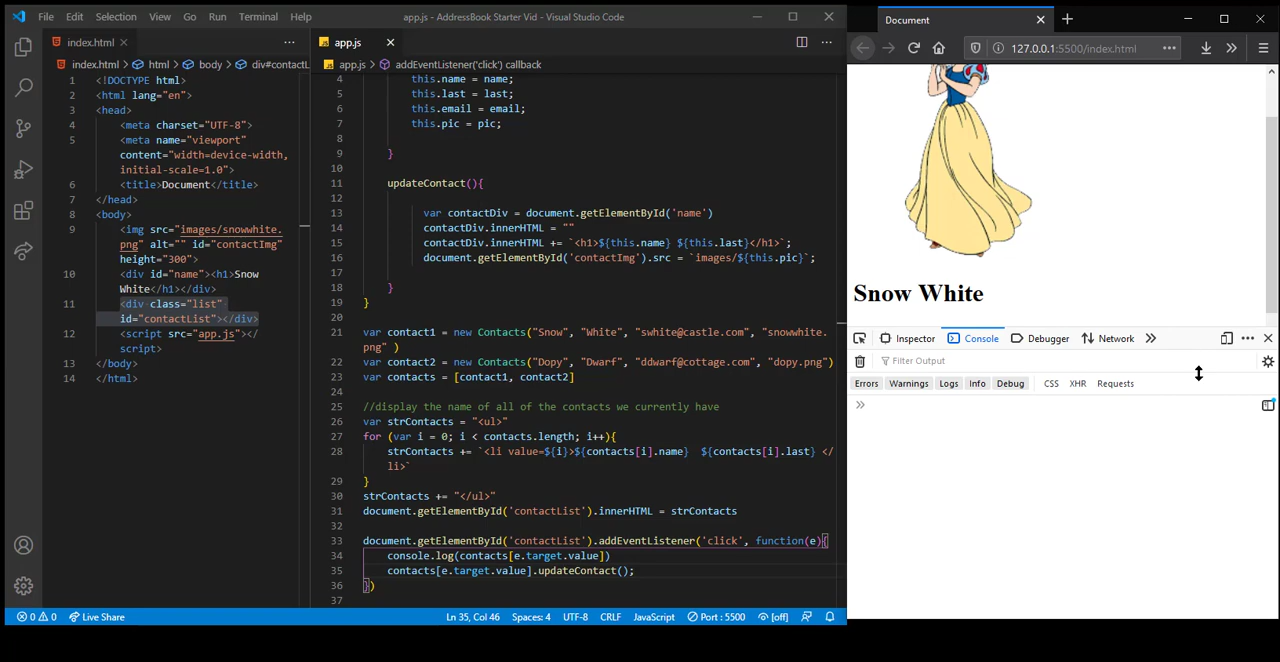 File Edit Selection View Go Run Terminal Help app.js - AddressBook Starter Vid - Visual Studio Code
index.html
index.html > html > body > div#contactL
1 <!DOCTYPE html>
2 <html lang="en">
3 <head>
4 <meta charset="UTF-8">
5 <meta name="viewport"
content="width=device-width,
initial-scale=1.0">
6 <title>Document</title>
7 </head>
8 <body>
9 <img src="images/snowwhite.
png" alt="" id="contactImg"
height="300">
10 <div id="name"><h1>Snow
White</h1></div>
11 <div class="list"
id="contactList"></div>
12 <script src="app.js"></
script>
13 </body>
14 </html>
app.js
app.js > addEventListener('click') callback
4 this.name = name;
5 this.last = last;
6 this.email = email;
7 this.pic = pic;
8
9 }
10
11 updateContact(){
12
13 var contactDiv = document.getElementById('name')
14 contactDiv.innerHTML = ""
15 contactDiv.innerHTML += `<h1>${this.name} ${this.last}</h1>`;
16 document.getElementById('contactImg').src = `images/${this.pic}`;
17
18 }
19 }
20
21 var contact1 = new Contacts("Snow", "White", "swhite@castle.com", "snowwhite.
png" )
22 var contact2 = new Contacts("Dopy", "Dwarf", "ddwarf@cottage.com", "dopy.png")
23 var contacts = [contact1, contact2]
24
25 //display the name of all of the contacts we currently have
26 var strContacts = "<ul>"
27 for (var i = 0; i < contacts.length; i++){
28 strContacts += `<li value=${i}>${contacts[i].name}  ${contacts[i].last} </
li>`
29 }
30 strContacts += "</ul>"
31 document.getElementById('contactList').innerHTML = strContacts
32
33 document.getElementById('contactList').addEventListener('click', function(e){
34 console.log(contacts[e.target.value])
35 contacts[e.target.value].updateContact();
36 })
37
0 0 Live Share Ln 35, Col 46 Spaces: 4 UTF-8 CRLF JavaScript Port : 5500 [off]
Document
127.0.0.1:5500/index.html
Snow White
Inspector Console Debugger Network
Filter Output
Errors Warnings Logs Info Debug CSS XHR Requests